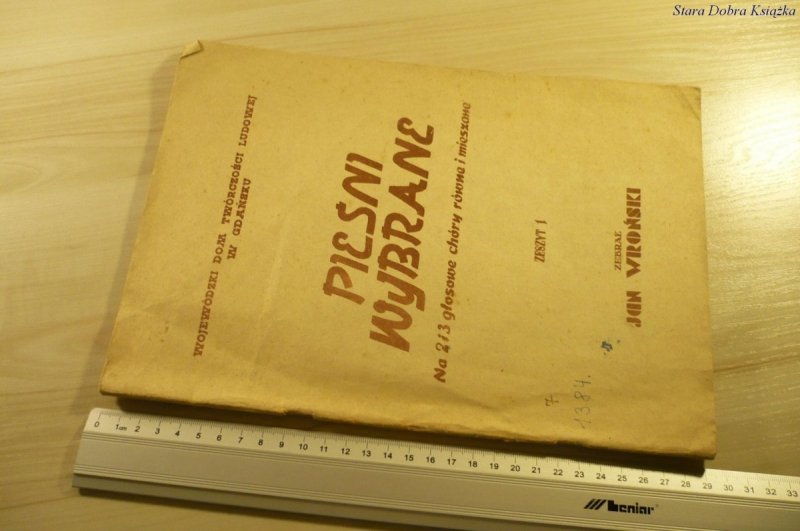 Stara Dobra Książka
WOJEWÓDZKI DOM TWÓRCZOŚCI LUDOWEJ
W GDAŃSKU
PIEŚNI
WYBRANE
Na 2 i 3 głosowe chóry równe i mieszane
ZESZYT 1
ZEBRAŁ
JAN WROŃSKI
7
1384.
0 1cm 2 3 4 5 6 7 8 9 10 11 12 13 14 15 16 17 18 19 20 21 22 23 24 25 26 27 28 29 30 31 32 33
Leniar